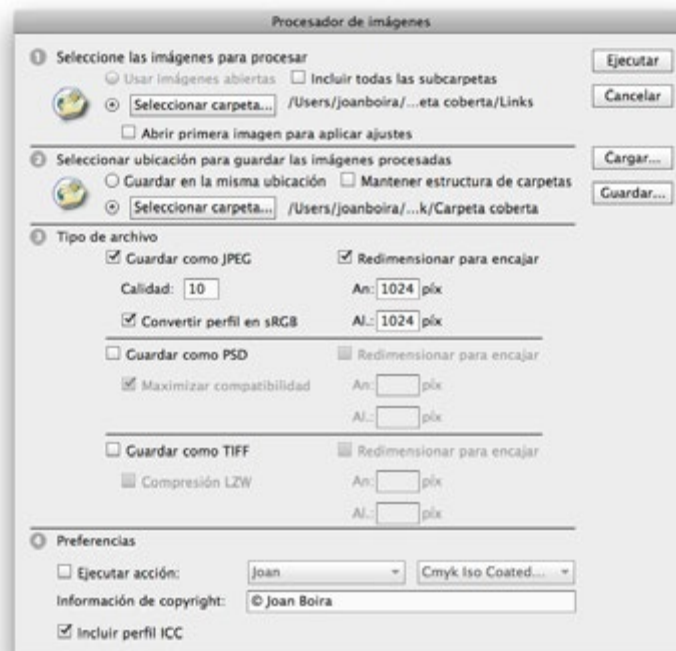 Procesador de imágenes
1 Seleccione las imágenes para procesar
Usar imágenes abiertas Incluir todas las subcarpetas
Seleccionar carpeta... /Users/joanboira/...eta coberta/Links
Abrir primera imagen para aplicar ajustes
Ejecutar
Cancelar
2 Seleccionar ubicación para guardar las imágenes procesadas
Guardar en la misma ubicación Mantener estructura de carpetas
Seleccionar carpeta... /Users/joanboira/...k/Carpeta coberta
Cargar...
Guardar...
3 Tipo de archivo
Guardar como JPEG Redimensionar para encajar
Calidad: 10 An: 1024 píx
Convertir perfil en sRGB Al.: 1024 píx
Guardar como PSD Redimensionar para encajar
Maximizar compatibilidad An: píx
Al.: píx
Guardar como TIFF Redimensionar para encajar
Compresión LZW An: píx
Al.: píx
4 Preferencias
Ejecutar acción: Joan Cmyk Iso Coated...
Información de copyright: © Joan Boira
Incluir perfil ICC